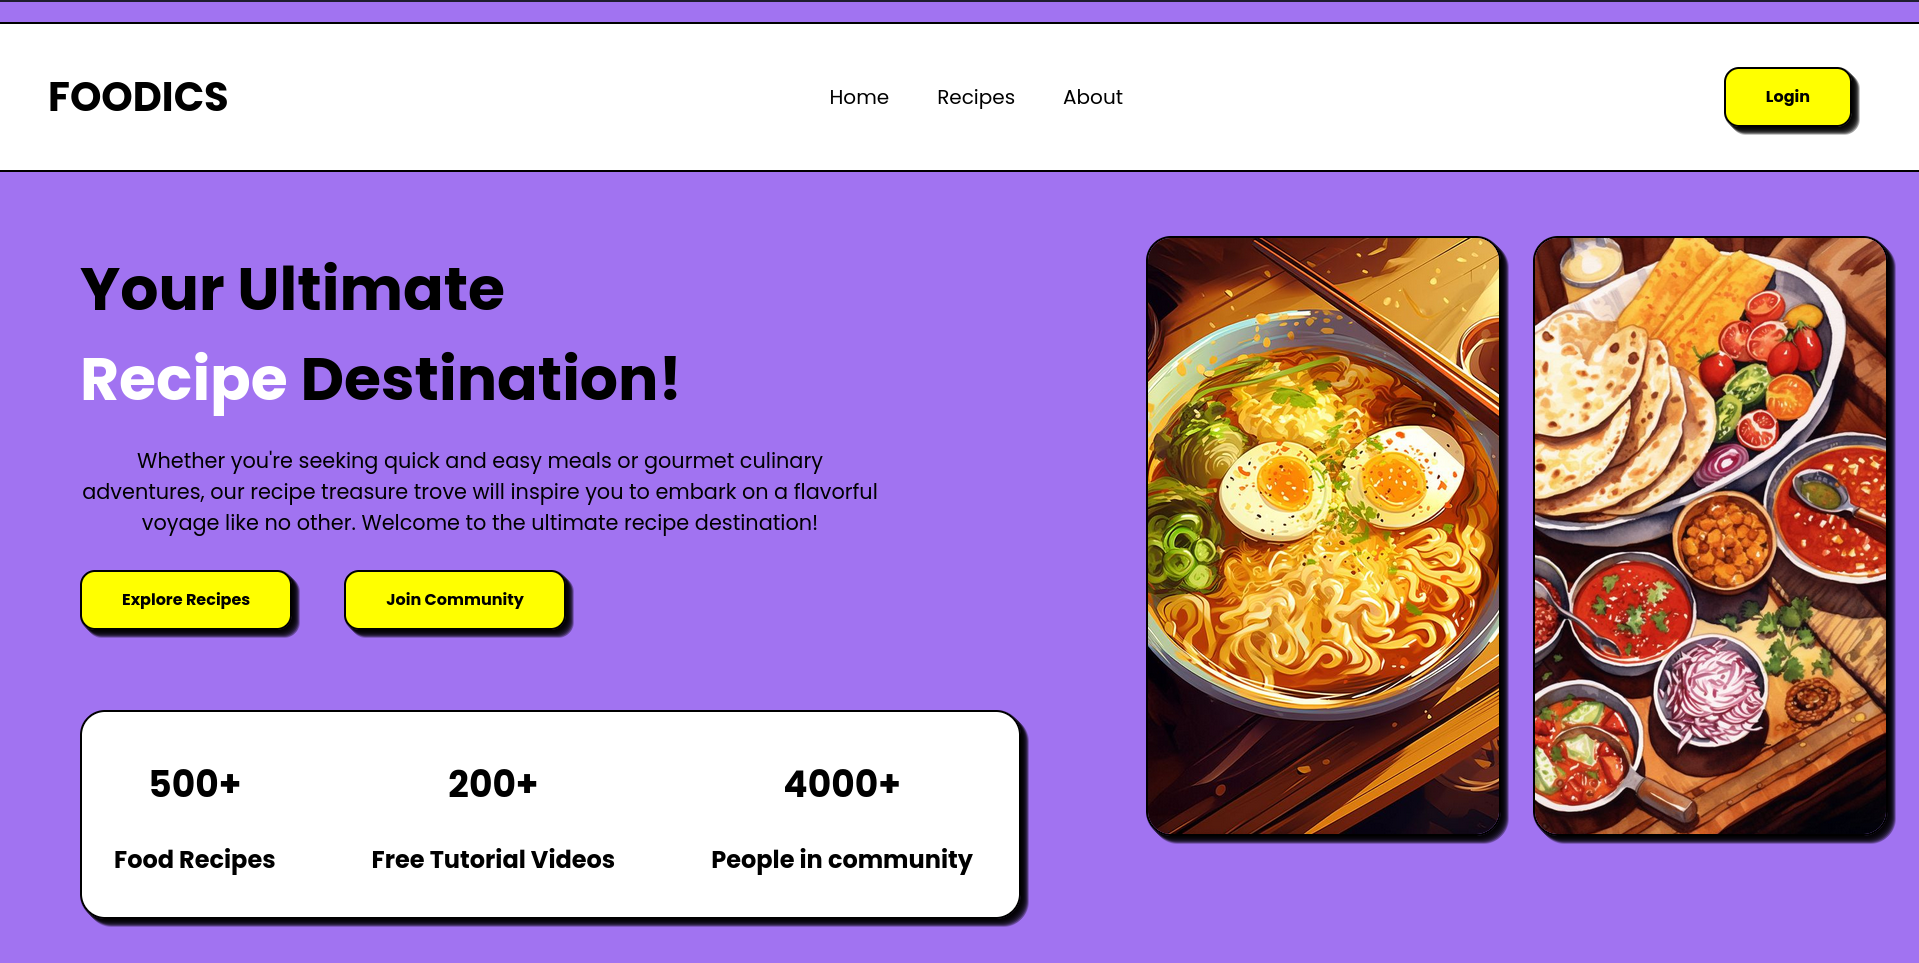 FOODICS
Home
Recipes
About
Login
Your Ultimate
Recipe Destination!
Whether you're seeking quick and easy meals or gourmet culinary
adventures, our recipe treasure trove will inspire you to embark on a flavorful
voyage like no other. Welcome to the ultimate recipe destination!
Explore Recipes
Join Community
500+
Food Recipes
200+
Free Tutorial Videos
4000+
People in community